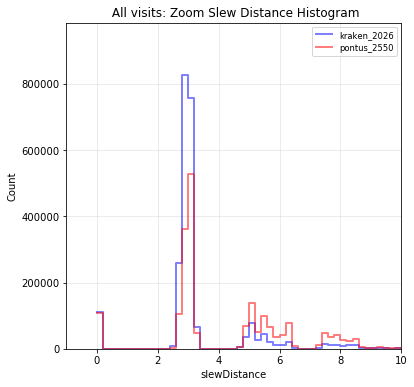 All visits: Zoom Slew Distance Histogram
kraken_2026
pontus_2550
800000
600000
400000
200000
0
Count
0 2 4 6 8 10
slewDistance